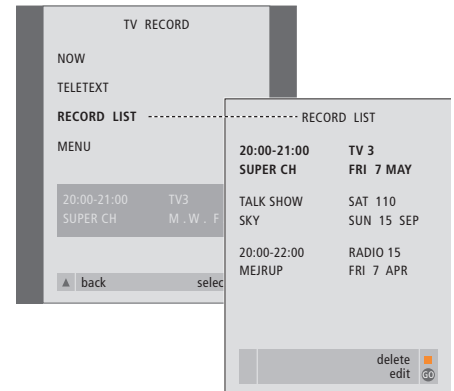 TV RECORD
NOW
TELETEXT
RECORD LIST
MENU
20:00-21:00 TV3
SUPER CH M . W . F
back selec
RECORD LIST
20:00-21:00 TV 3
SUPER CH FRI 7 MAY
TALK SHOW SAT 110
SKY SUN 15 SEP
20:00-22:00 RADIO 15
MEJRUP FRI 7 APR
delete
edit GO